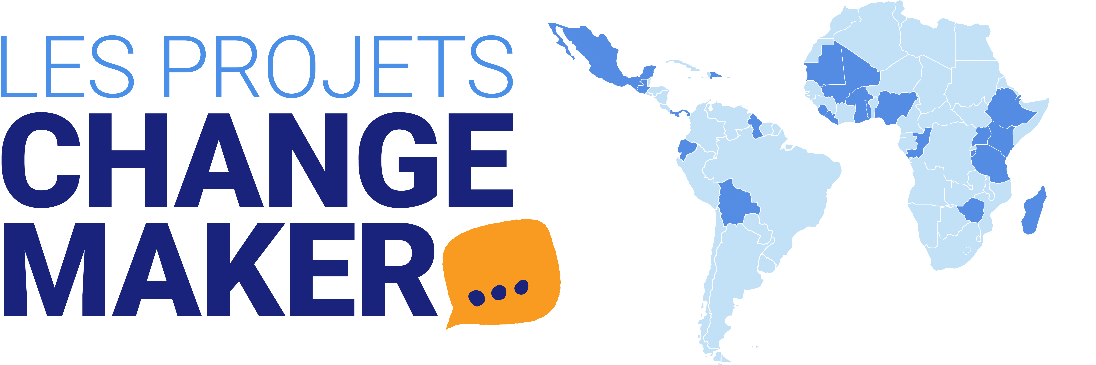 LES PROJETS
CHANGE
MAKER